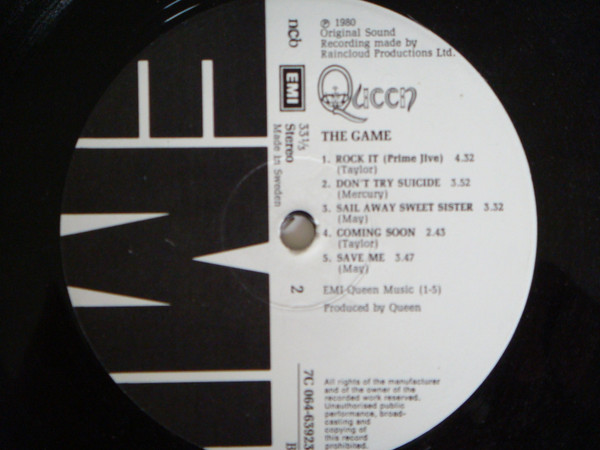 ℗ 1980
Original Sound
Recording made by
Raincloud Productions Ltd.
ncb
EMI
Queen
33⅓
Stereo
Made in Sweden
THE GAME
1. ROCK IT (Prime JIve) 4.32
(Taylor)
2. DON'T TRY SUICIDE 3.52
(Mercury)
3. SAIL AWAY SWEET SISTER 3.32
(May)
4. COMING SOON 2.43
(Taylor)
5. SAVE ME 3.47
(May)
2
EMI-Queen Music (1-5)
Produced by Queen
7C 064-63923
All rights of the manufacturer
and of the owner of the
recorded work reserved.
Unauthorised public
performance, broad-
casting and
copying of
this record
prohibited.
EMI